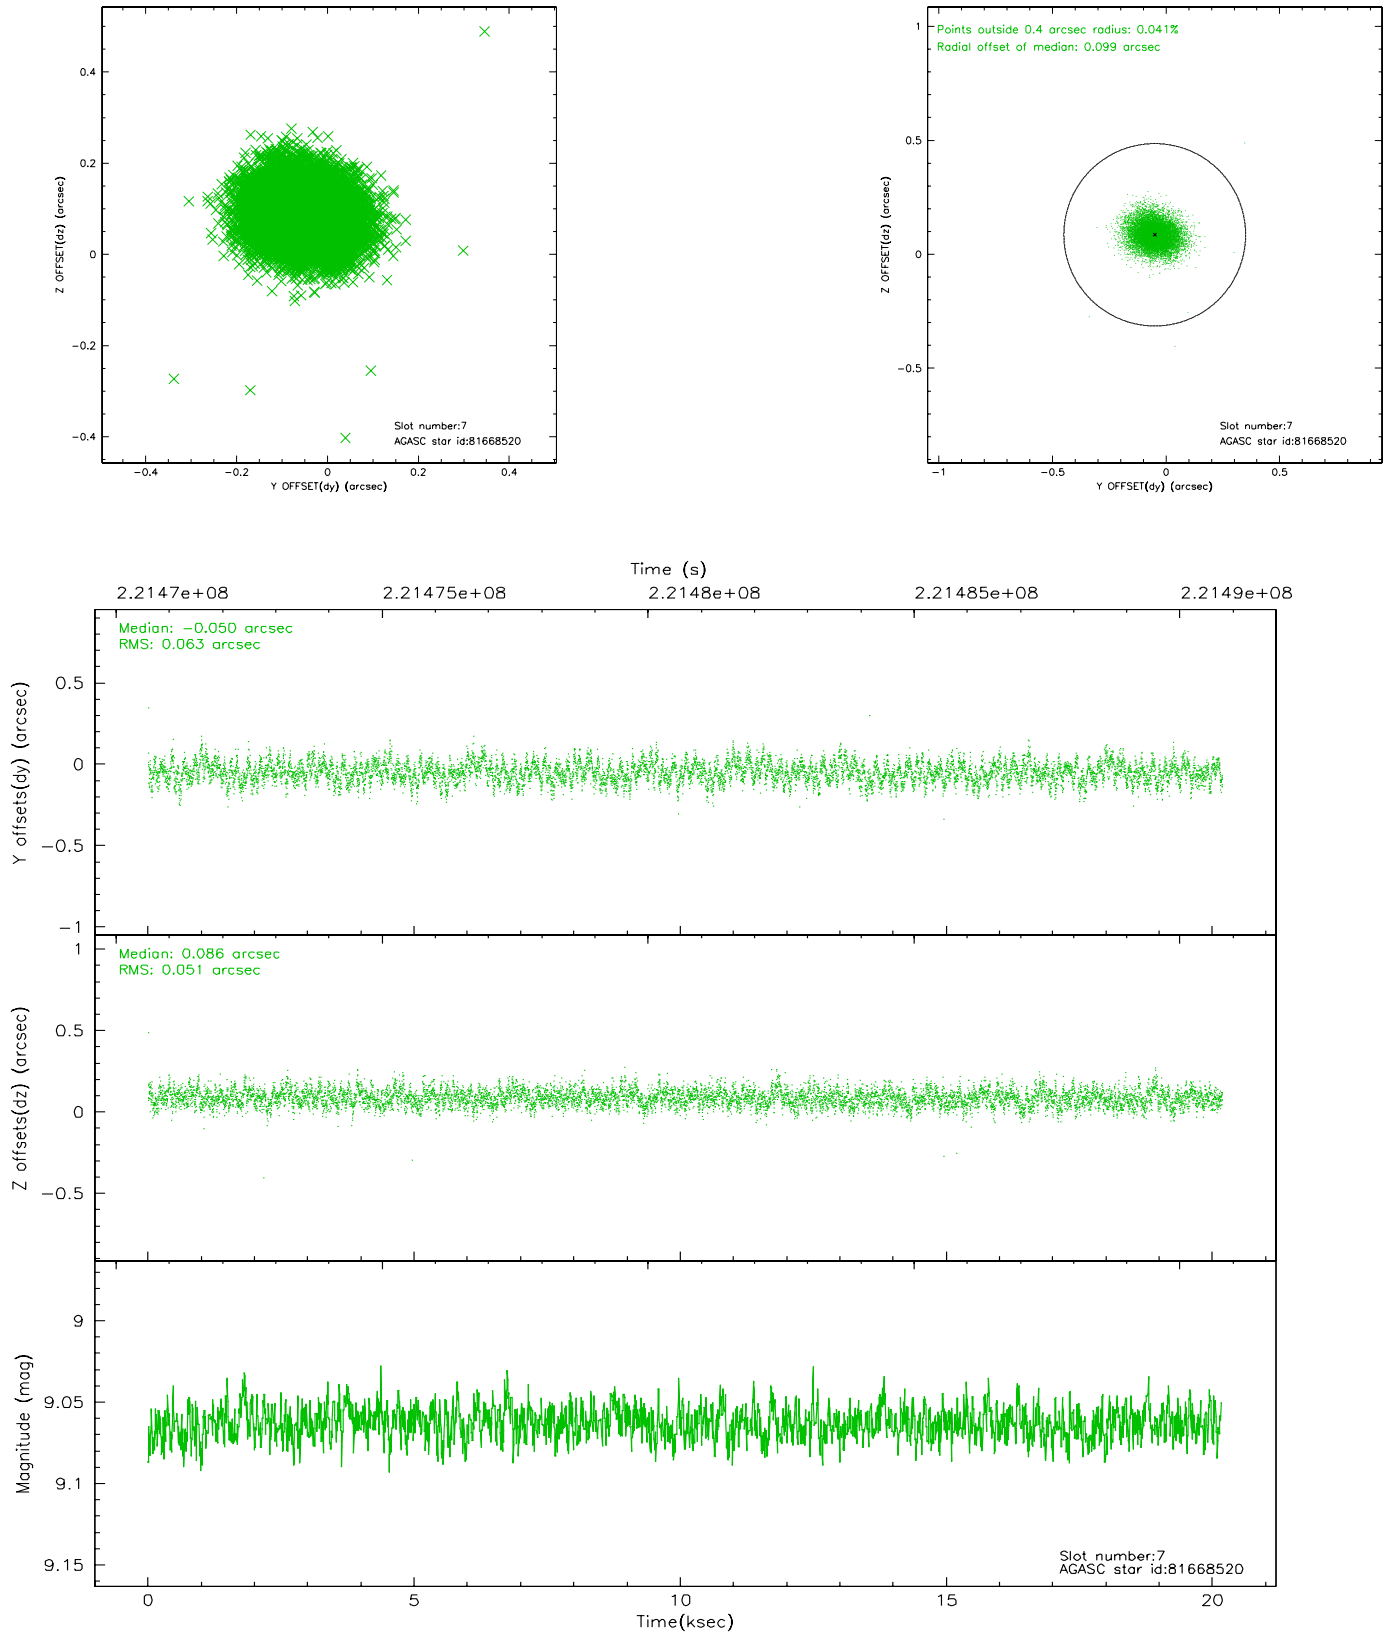 0.4
0.2
0
−0.2
−0.4
Z OFFSET(dz) (arcsec)
Slot number:7
AGASC star id:81668520
−0.4
−0.2
0
0.2
0.4
Y OFFSET(dy) (arcsec)
Points outside 0.4 arcsec radius: 0.041%
Radial offset of median: 0.099 arcsec
1
0.5
0
−0.5
Z OFFSET(dz) (arcsec)
Slot number:7
AGASC star id:81668520
−1
−0.5
0
0.5
Y OFFSET(dy) (arcsec)
Time (s)
2.2147e+08
2.21475e+08
2.2148e+08
2.21485e+08
2.2149e+08
Median: −0.050 arcsec
RMS: 0.063 arcsec
0.5
0
−0.5
−1
Y offsets(dy) (arcsec)
Median: 0.086 arcsec
RMS: 0.051 arcsec
1
0.5
0
−0.5
Z offsets(dz) (arcsec)
9
9.05
9.1
9.15
Magnitude (mag)
Slot number:7
AGASC star id:81668520
0
5
10
15
20
Time(ksec)